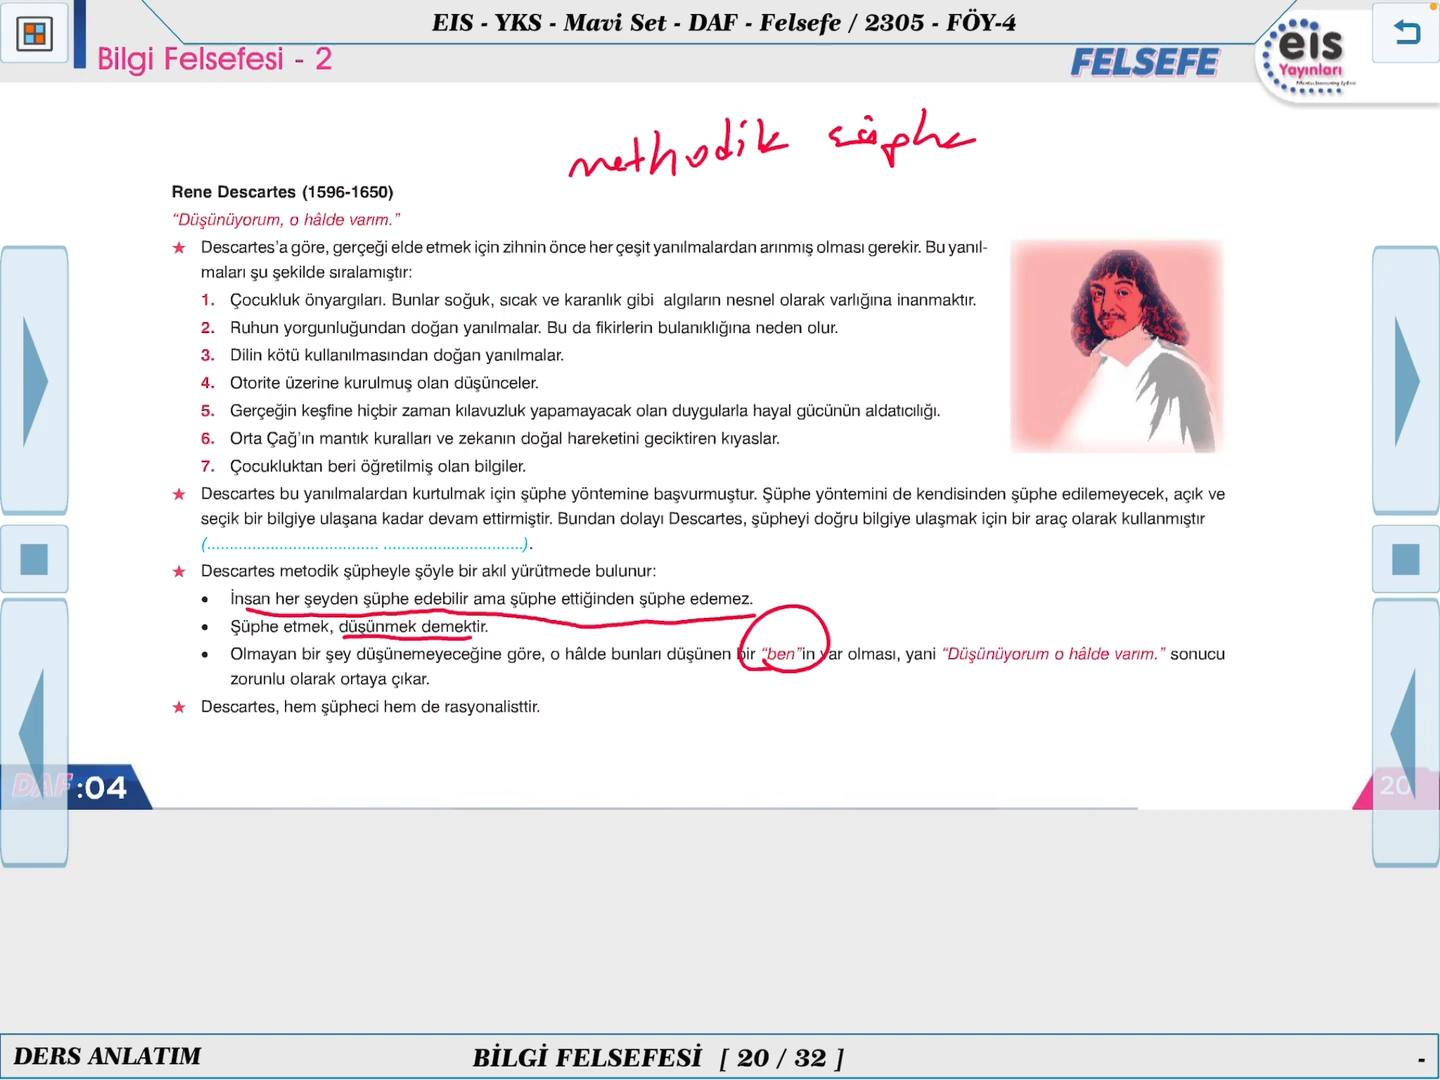 EIS - YKS - Mavi Set - DAF - Felsefe / 2305 - FÖY-4
Bilgi Felsefesi - 2
FELSEFE
eis
Yayınları
methodik şüphe
Rene Descartes (1596-1650)
“Düşünüyorum, o hâlde varım.”
★ Descartes’a göre, gerçeği elde etmek için zihnin önce her çeşit yanılmalardan arınmış olması gerekir. Bu yanıl-
maları şu şekilde sıralamıştır:
1. Çocukluk önyargıları. Bunlar soğuk, sıcak ve karanlık gibi algıların nesnel olarak varlığına inanmaktır.
2. Ruhun yorgunluğundan doğan yanılmalar. Bu da fikirlerin bulanıklığına neden olur.
3. Dilin kötü kullanılmasından doğan yanılmalar.
4. Otorite üzerine kurulmuş olan düşünceler.
5. Gerçeğin keşfine hiçbir zaman kılavuzluk yapamayacak olan duygularla hayal gücünün aldatıcılığı.
6. Orta Çağ’ın mantık kuralları ve zekanın doğal hareketini geciktiren kıyaslar.
7. Çocukluktan beri öğretilmiş olan bilgiler.
★ Descartes bu yanılmalardan kurtulmak için şüphe yöntemine başvurmuştur. Şüphe yöntemini de kendisinden şüphe edilemeyecek, açık ve
seçik bir bilgiye ulaşana kadar devam ettirmiştir. Bundan dolayı Descartes, şüpheyi doğru bilgiye ulaşmak için bir araç olarak kullanmıştır
(..................................... ..............................).
★ Descartes metodik şüpheyle şöyle bir akıl yürütmede bulunur:
• İnsan her şeyden şüphe edebilir ama şüphe ettiğinden şüphe edemez.
• Şüphe etmek, düşünmek demektir.
• Olmayan bir şey düşünemeyeceğine göre, o hâlde bunları düşünen bir “ben”in var olması, yani “Düşünüyorum o hâlde varım.” sonucu
zorunlu olarak ortaya çıkar.
★ Descartes, hem şüpheci hem de rasyonalisttir.
DAF :04
20
DERS ANLATIM
BİLGİ FELSEFESİ [ 20 / 32 ]
-